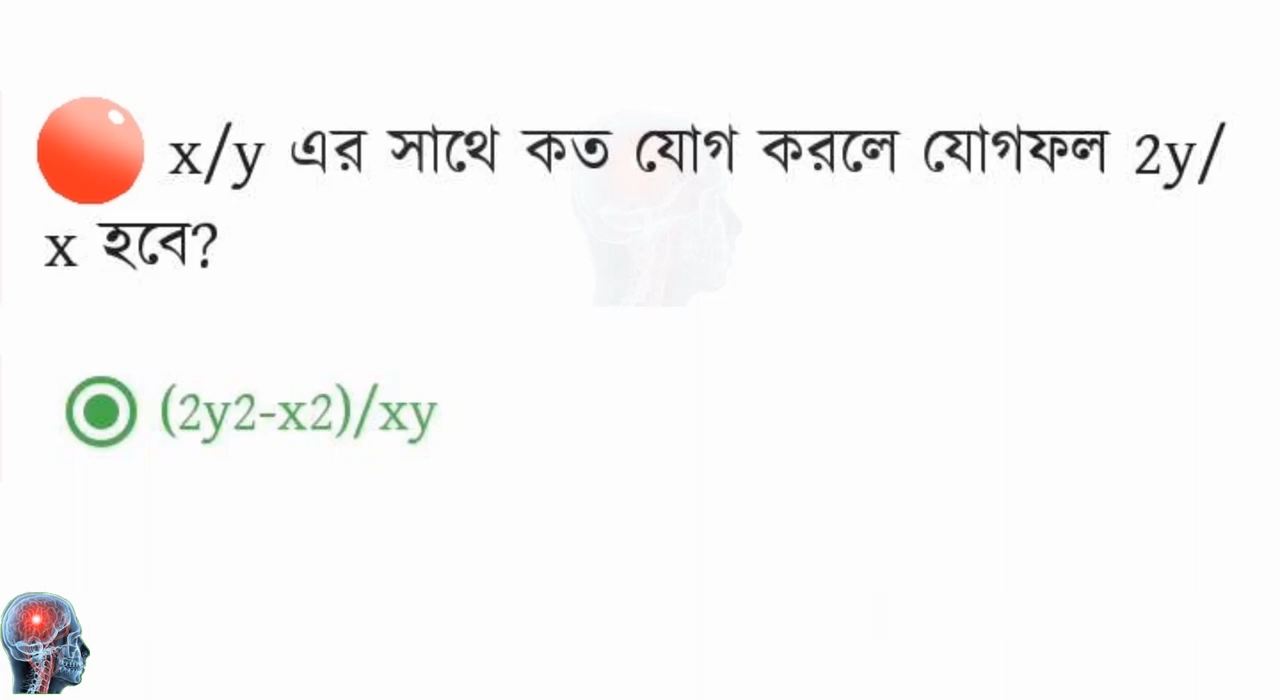 x/y এর সাথে কত যোগ করলে যোগফল 2y/
x হবে?
(2y2-x2)/xy